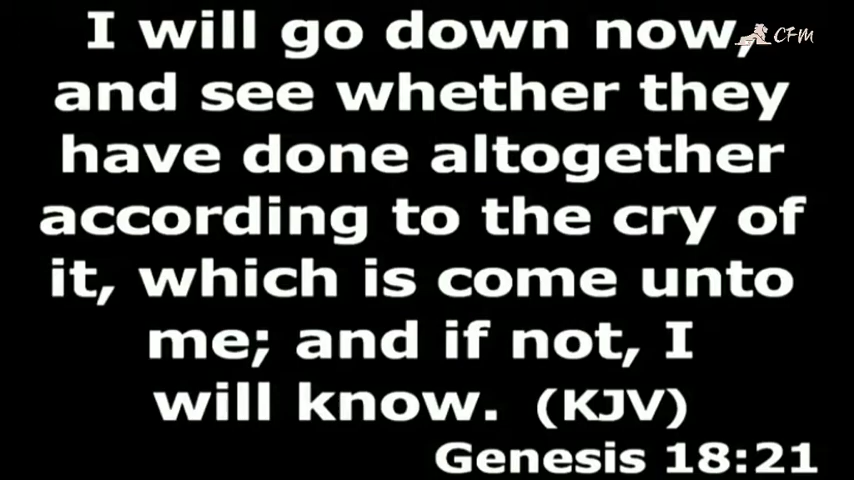 I will go down now,
CFM
and see whether they
have done altogether
according to the cry of
it, which is come unto
me; and if not, I
will know. (KJV)
Genesis 18:21